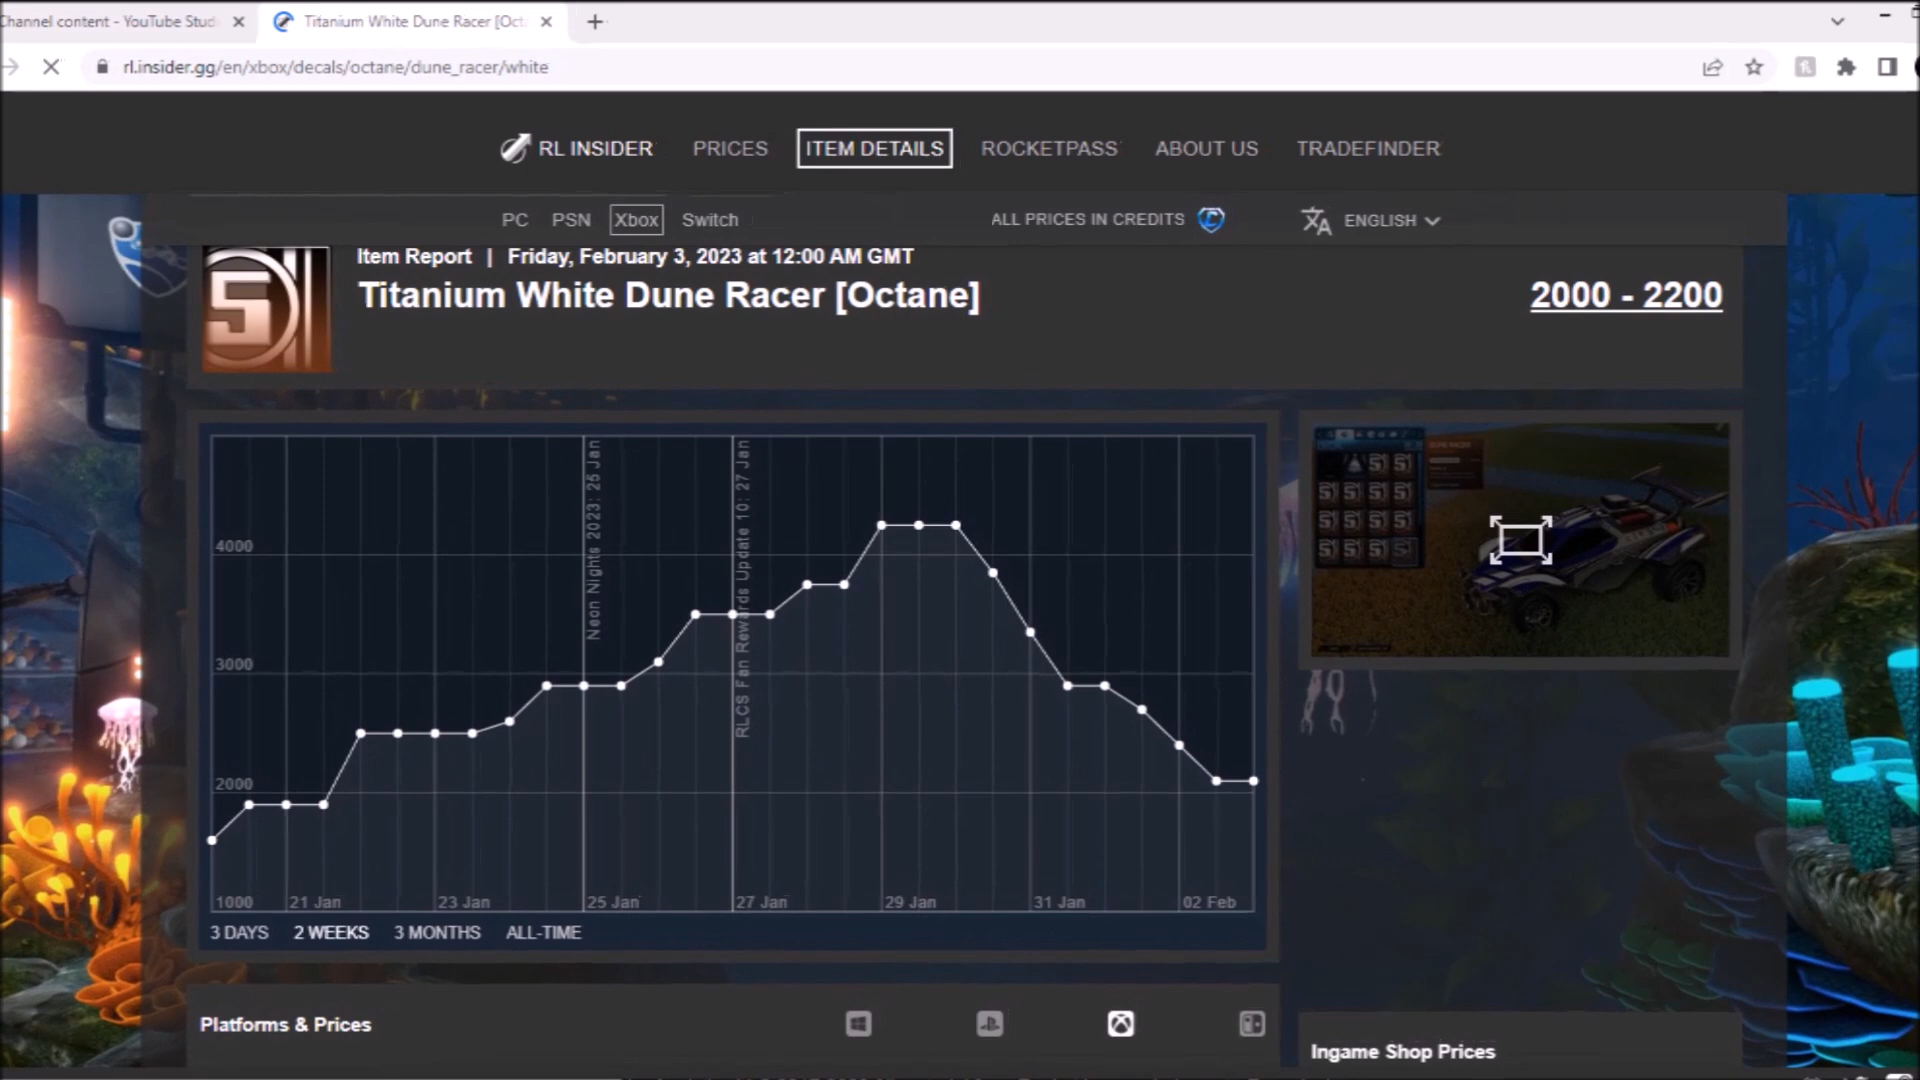 Channel content - YouTube Stud
Titanium White Dune Racer [Oct
rl.insider.gg/en/xbox/decals/octane/dune_racer/white
RL INSIDER
PRICES
ITEM DETAILS
ROCKETPASS
ABOUT US
TRADEFINDER
PC
PSN
Xbox
Switch
ALL PRICES IN CREDITS
ENGLISH
Item Report | Friday, February 3, 2023 at 12:00 AM GMT
Titanium White Dune Racer [Octane]
2000 - 2200
4000
3000
2000
1000
Neon Nights 2023: 25 Jan
RLCS Fan Rewards Update 10: 27 Jan
21 Jan
23 Jan
25 Jan
27 Jan
29 Jan
31 Jan
02 Feb
3 DAYS
2 WEEKS
3 MONTHS
ALL-TIME
DUNE RACER
Platforms & Prices
Ingame Shop Prices